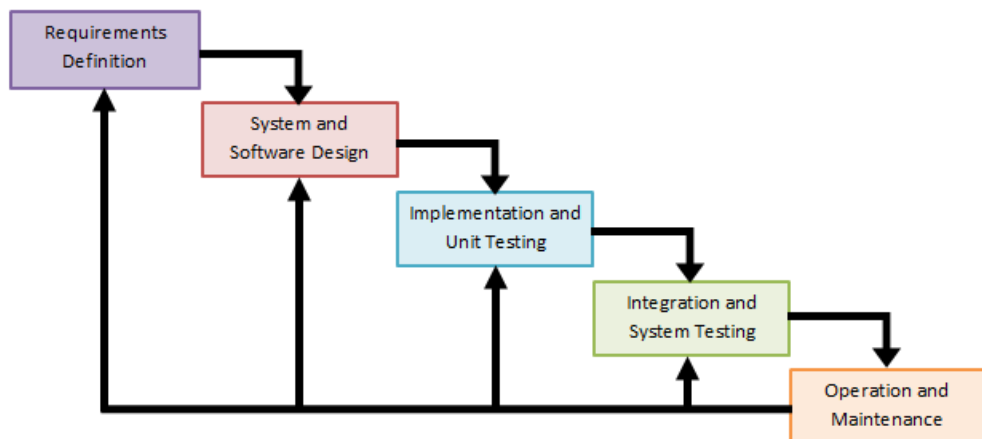 Requirements
Definition
System and
Software Design
Implementation and
Unit Testing
Integration and
System Testing
Operation and
Maintenance